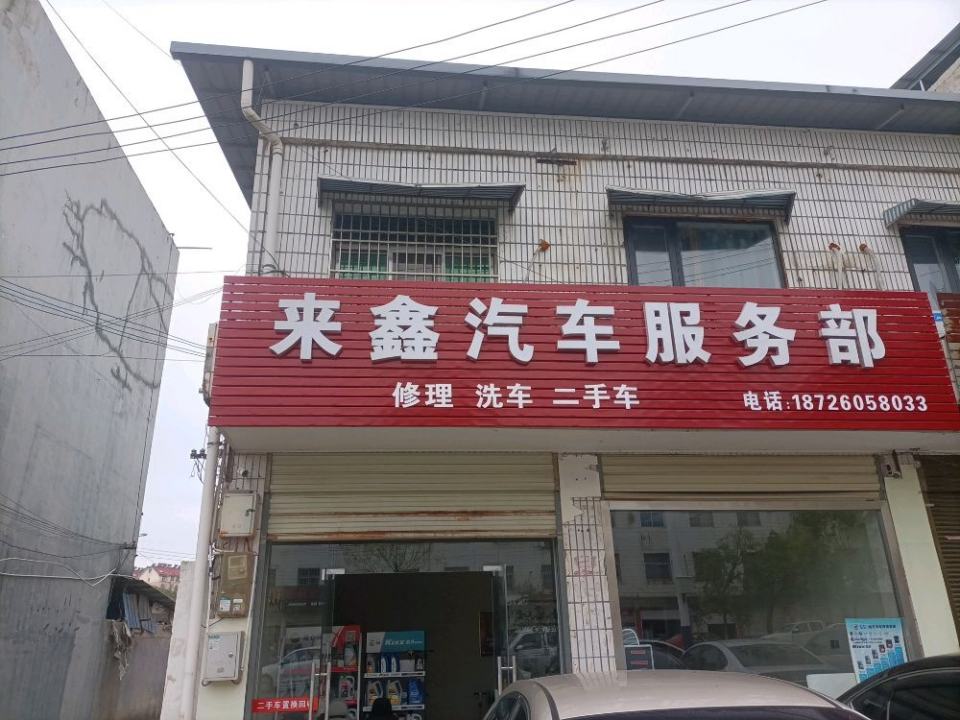 来鑫汽车服务部
修理 洗车 二手车
电话:18726058033
二手车置换回收